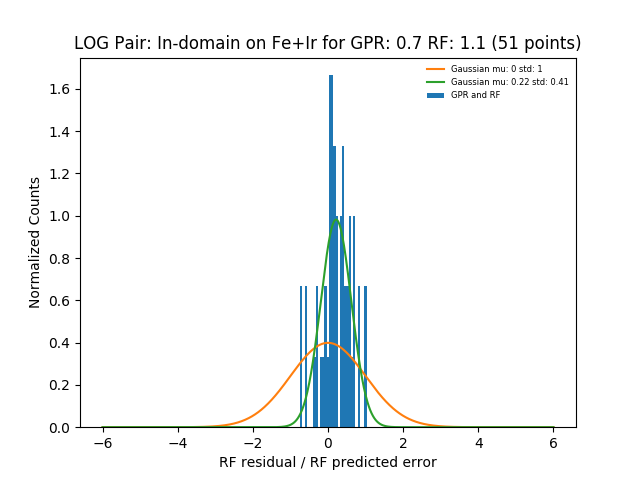 LOG Pair: In-domain on Fe+Ir for GPR: 0.7 RF: 1.1 (51 points)
Gaussian mu: 0 std: 1
Gaussian mu: 0.22 std: 0.41
GPR and RF
Normalized Counts
1.6
1.4
1.2
1.0
0.8
0.6
0.4
0.2
0.0
−6 −4 −2 0 2 4 6
RF residual / RF predicted error